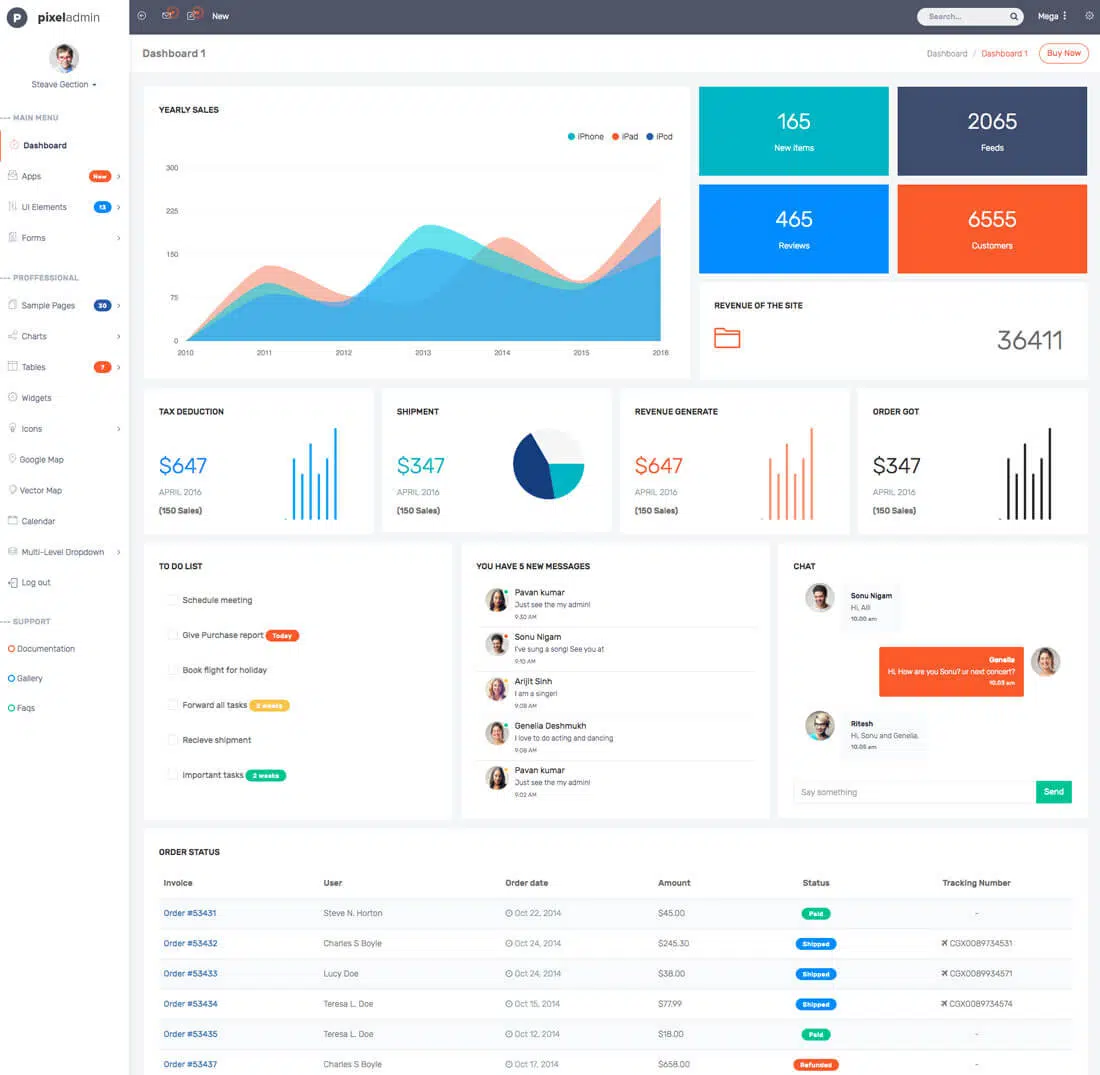 pixeladmin
New
Search...
Mega
Steave Gection
Dashboard 1
Dashboard / Dashboard 1
Buy Now
--- MAIN MENU
Dashboard
Apps New
UI Elements 13
Forms
--- PROFFESSIONAL
Sample Pages 30
Charts
Tables 7
Widgets
Icons
Google Map
Vector Map
Calendar
Multi-Level Dropdown
Log out
--- SUPPORT
Documentation
Gallery
Faqs
YEARLY SALES
iPhone iPad iPod
300
225
150
75
0
2010 2011 2012 2013 2014 2015 2016
165
New items
2065
Feeds
465
Reviews
6555
Customers
REVENUE OF THE SITE
36411
TAX DEDUCTION
$647
APRIL 2016
(150 Sales)
SHIPMENT
$347
APRIL 2016
(150 Sales)
REVENUE GENERATE
$647
APRIL 2016
(150 Sales)
ORDER GOT
$347
APRIL 2016
(150 Sales)
TO DO LIST
Schedule meeting
Give Purchase report Today
Book flight for holiday
Forward all tasks 2 weeks
Recieve shipment
Important tasks 2 weeks
YOU HAVE 5 NEW MESSAGES
Pavan kumar
Just see the my admin!
9:30 AM
Sonu Nigam
I've sung a song! See you at
9:10 AM
Arijit Sinh
I am a singer!
9:08 AM
Genelia Deshmukh
I love to do acting and dancing
9:08 AM
Pavan kumar
Just see the my admin!
9:02 AM
CHAT
Sonu Nigam
Hi, All!
10.00 am
Genelia
Hi, How are you Sonu? ur next concert?
10.03 am
Ritesh
Hi, Sonu and Genelia,
10.05 am
Say something
Send
ORDER STATUS
Invoice User Order date Amount Status Tracking Number
Order #53431 Steve N. Horton Oct 22, 2014 $45.00 Paid -
Order #53432 Charles S Boyle Oct 24, 2014 $245.30 Shipped CGX0089734531
Order #53433 Lucy Doe Oct 24, 2014 $38.00 Shipped CGX0089934571
Order #53434 Teresa L. Doe Oct 15, 2014 $77.99 Shipped CGX0089734574
Order #53435 Teresa L. Doe Oct 12, 2014 $18.00 Paid -
Order #53437 Charles S Boyle Oct 17, 2014 $658.00 Refunded -